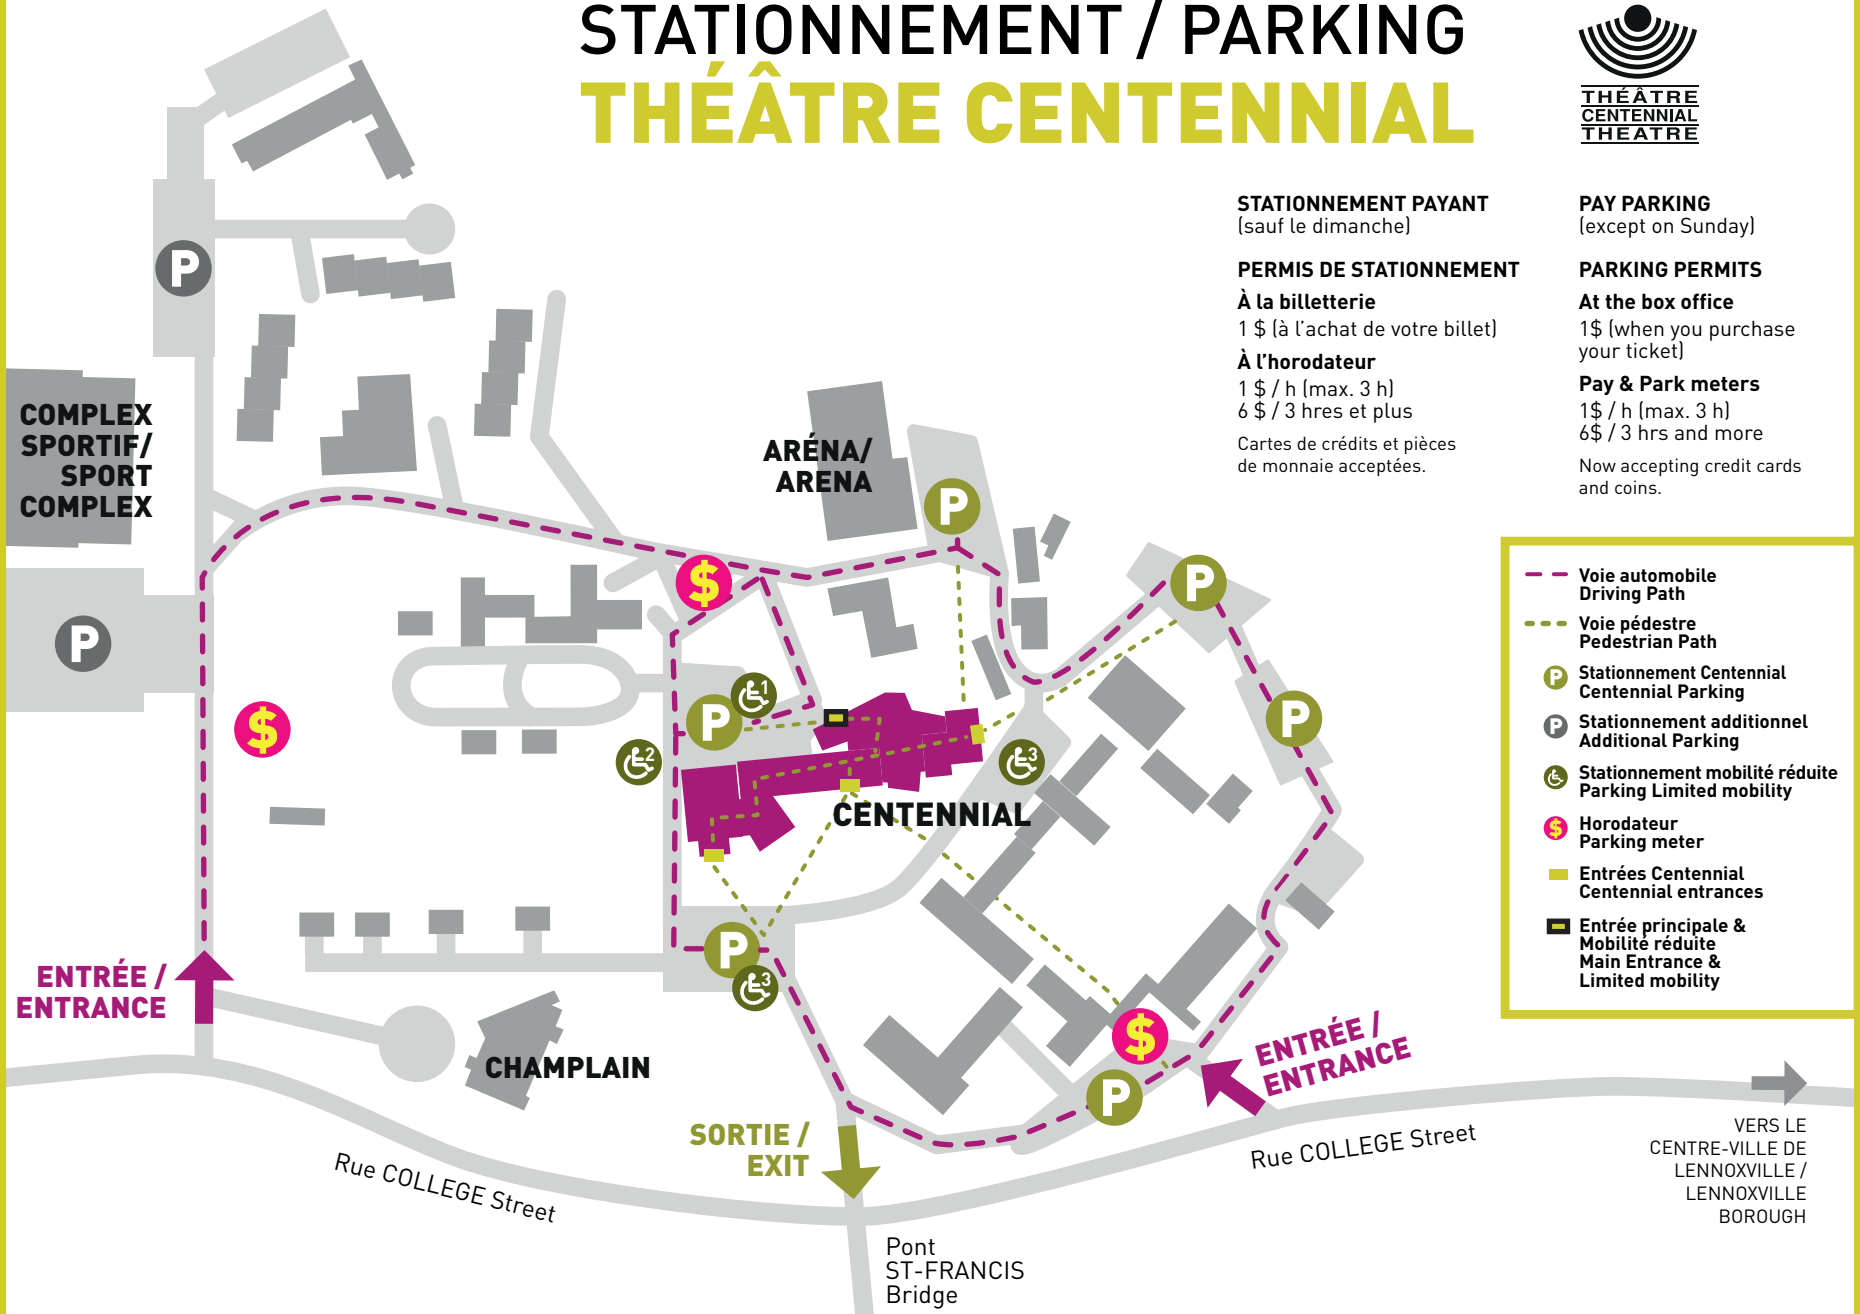 STATIONNEMENT / PARKING
THÉÂTRE CENTENNIAL
THÉÂTRE
CENTENNIAL
THEATRE
STATIONNEMENT PAYANT
(sauf le dimanche)
PERMIS DE STATIONNEMENT
À la billetterie
1 $ (à l'achat de votre billet)
À l'horodateur
1 $ / h (max. 3 h)
6 $ / 3 hres et plus
Cartes de crédits et pièces
de monnaie acceptées.
PAY PARKING
(except on Sunday)
PARKING PERMITS
At the box office
1$ (when you purchase
your ticket)
Pay & Park meters
1$ / h (max. 3 h)
6$ / 3 hrs and more
Now accepting credit cards
and coins.
P
COMPLEX
SPORTIF/
SPORT
COMPLEX
ARÉNA/
ARENA
P
$
P
P
$
P
1
P
2
3
CENTENNIAL
P
3
ENTRÉE /
ENTRANCE
CHAMPLAIN
$
P
ENTRÉE /
ENTRANCE
SORTIE /
EXIT
Rue COLLEGE Street
Rue COLLEGE Street
Pont
ST-FRANCIS
Bridge
VERS LE
CENTRE-VILLE DE
LENNOXVILLE /
LENNOXVILLE
BOROUGH
Voie automobile
Driving Path
Voie pédestre
Pedestrian Path
P
Stationnement Centennial
Centennial Parking
P
Stationnement additionnel
Additional Parking
Stationnement mobilité réduite
Parking Limited mobility
$
Horodateur
Parking meter
Entrées Centennial
Centennial entrances
Entrée principale &
Mobilité réduite
Main Entrance &
Limited mobility
P